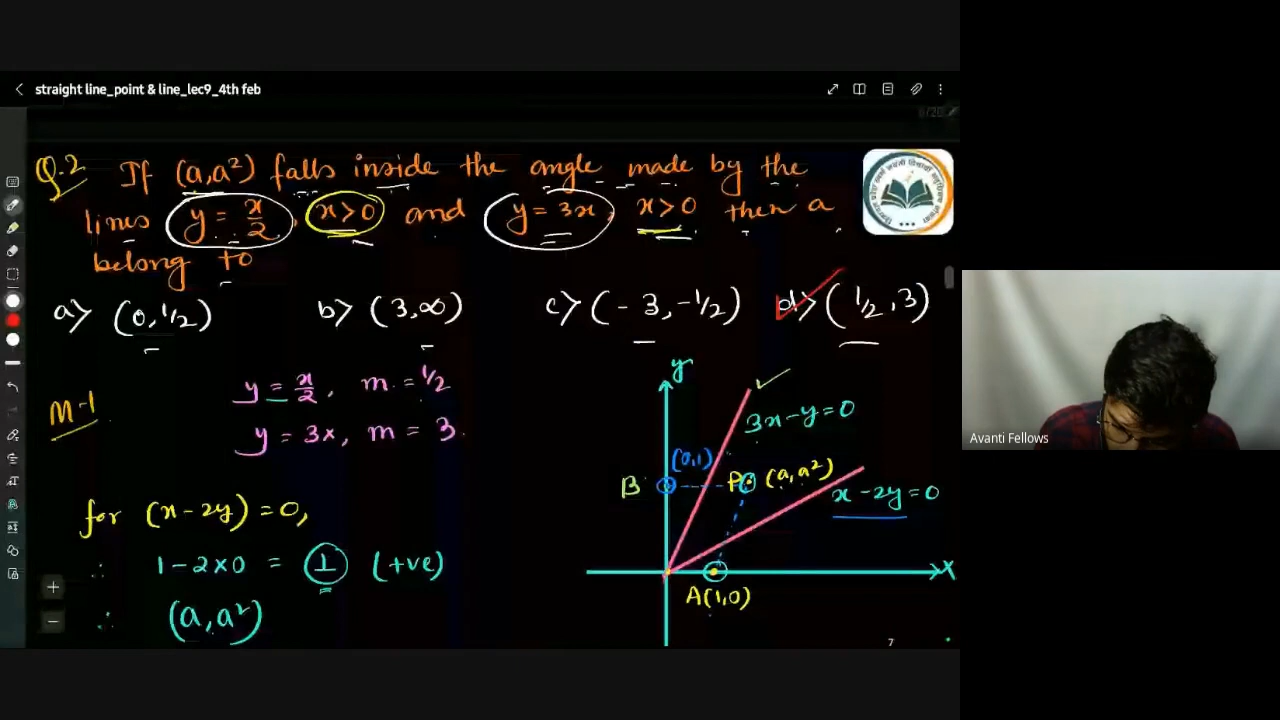 straight line_point & line_lec9_4th feb
Q.2 If (a,a²) falls inside the angle made by the
lines y = x/2, x>0 and y = 3x, x>0 then a
belong to
a> (0,1/2) b> (3,∞) c> (-3,-1/2) d> (1/2,3)
M-1
y = x/2, m = 1/2
y = 3x, m = 3.
for (x-2y) = 0,
∴ 1-2×0 = 1 (+ve)
∴ (a,a²)
y
3x-y=0
(0,1)
B P (a,a²)
x-2y=0
X
A(1,0)
7
Avanti Fellows